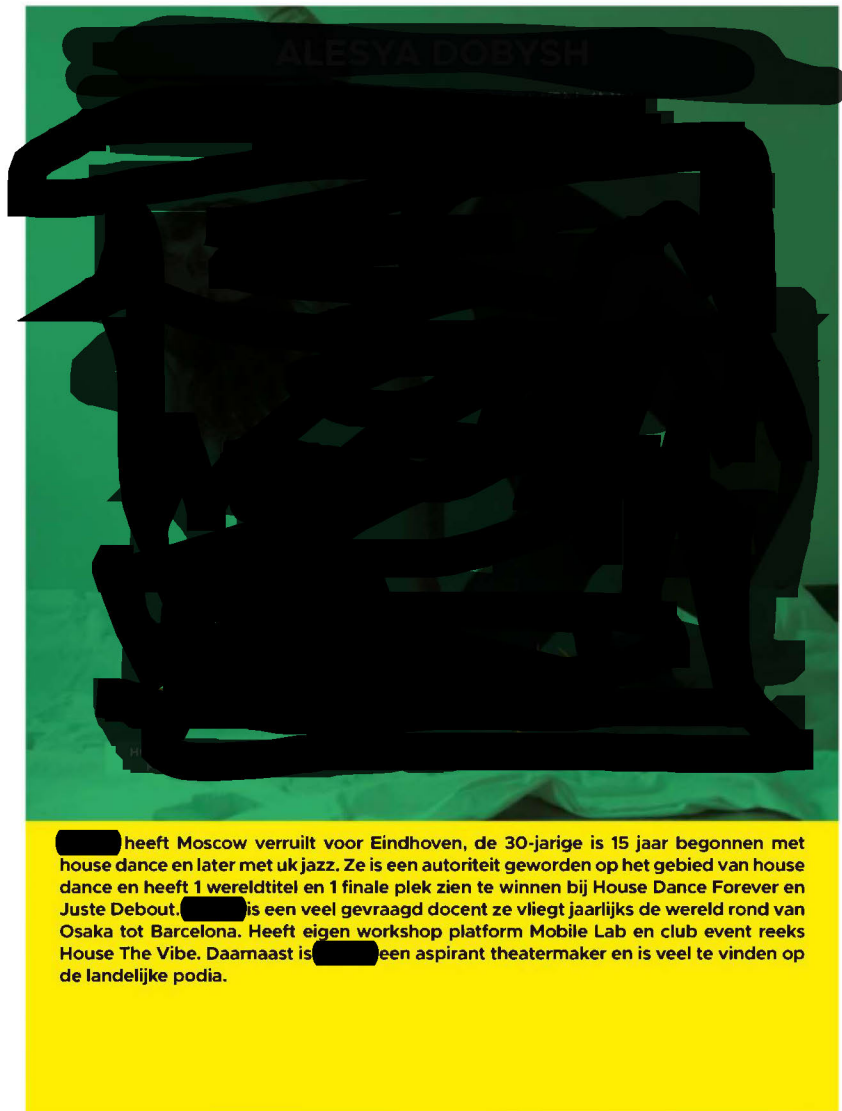 ALESYA DOBYSH
heeft Moscow verruilt voor Eindhoven, de 30-jarige is 15 jaar begonnen met
house dance en later met uk jazz. Ze is een autoriteit geworden op het gebied van house
dance en heeft 1 wereldtitel en 1 finale plek zien te winnen bij House Dance Forever en
Juste Debout. is een veel gevraagd docent ze vliegt jaarlijks de wereld rond van
Osaka tot Barcelona. Heeft eigen workshop platform Mobile Lab en club event reeks
House The Vibe. Daarnaast is een aspirant theatermaker en is veel te vinden op
de landelijke podia.